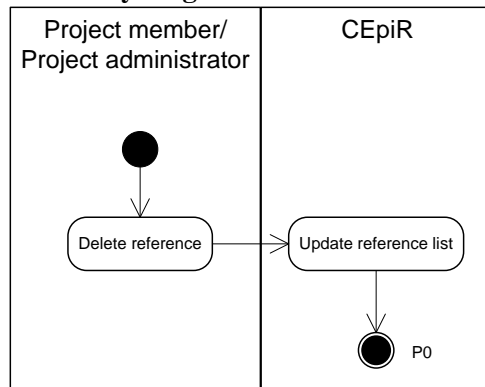 Project member/
Project administrator
CEpiR
Delete reference
Update reference list
P0